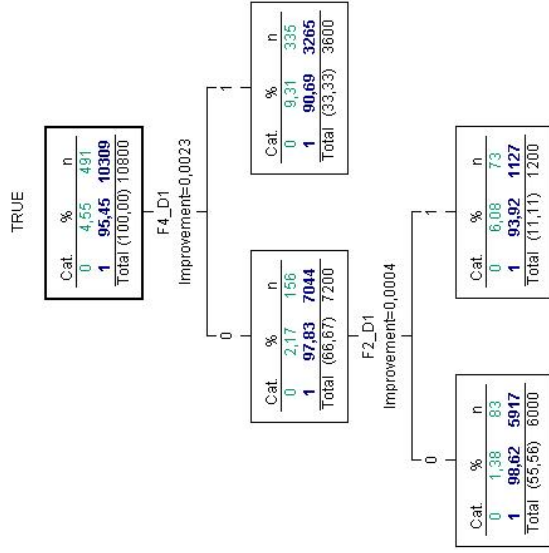 TRUE
Cat. % n
0 4,55 491
1 95,45 10309
Total (100,00) 10800
F4_D1
Improvement=0,0023
0
1
Cat. % n
0 2,17 156
1 97,83 7044
Total (66,67) 7200
Cat. % n
0 9,31 335
1 90,69 3265
Total (33,33) 3600
F2_D1
Improvement=0,0004
0
1
Cat. % n
0 1,38 83
1 98,62 5917
Total (55,56) 6000
Cat. % n
0 6,08 73
1 93,92 1127
Total (11,11) 1200